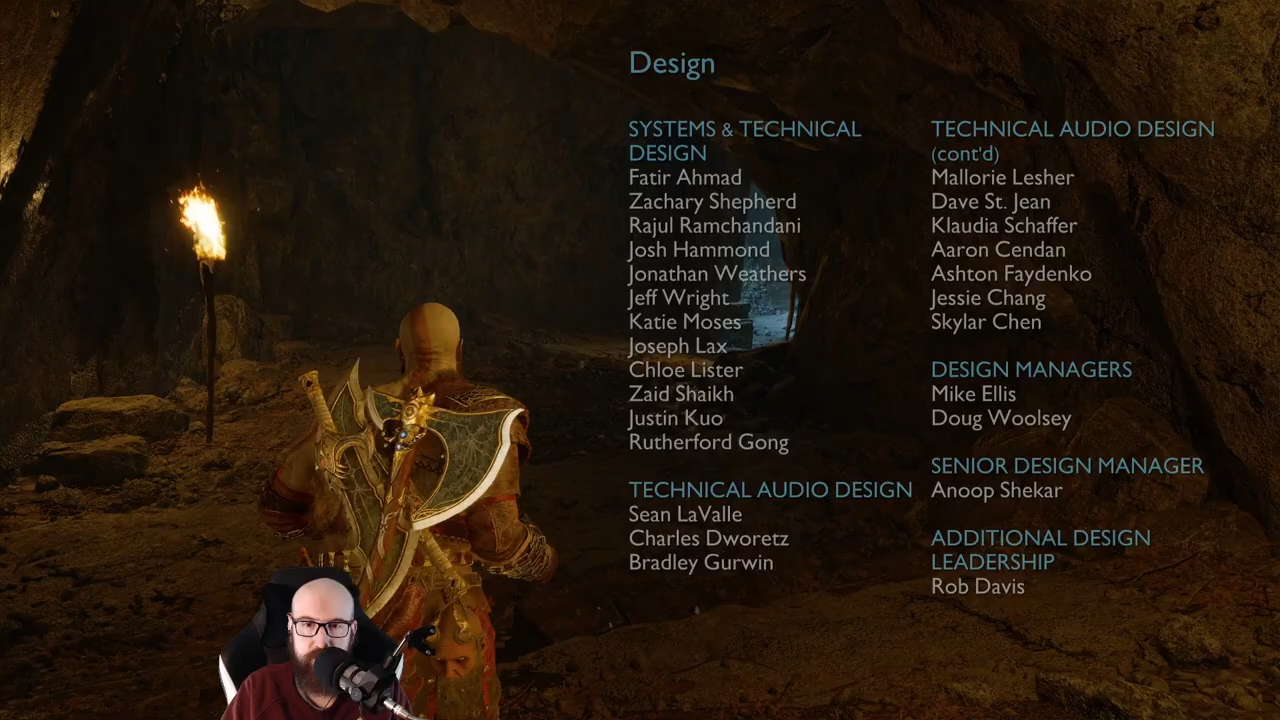 Design
SYSTEMS & TECHNICAL
DESIGN
Fatir Ahmad
Zachary Shepherd
Rajul Ramchandani
Josh Hammond
Jonathan Weathers
Jeff Wright
Katie Moses
Joseph Lax
Chloe Lister
Zaid Shaikh
Justin Kuo
Rutherford Gong
TECHNICAL AUDIO DESIGN
Sean LaValle
Charles Dworetz
Bradley Gurwin
TECHNICAL AUDIO DESIGN
(cont'd)
Mallorie Lesher
Dave St. Jean
Klaudia Schaffer
Aaron Cendan
Ashton Faydenko
Jessie Chang
Skylar Chen
DESIGN MANAGERS
Mike Ellis
Doug Woolsey
SENIOR DESIGN MANAGER
Anoop Shekar
ADDITIONAL DESIGN
LEADERSHIP
Rob Davis